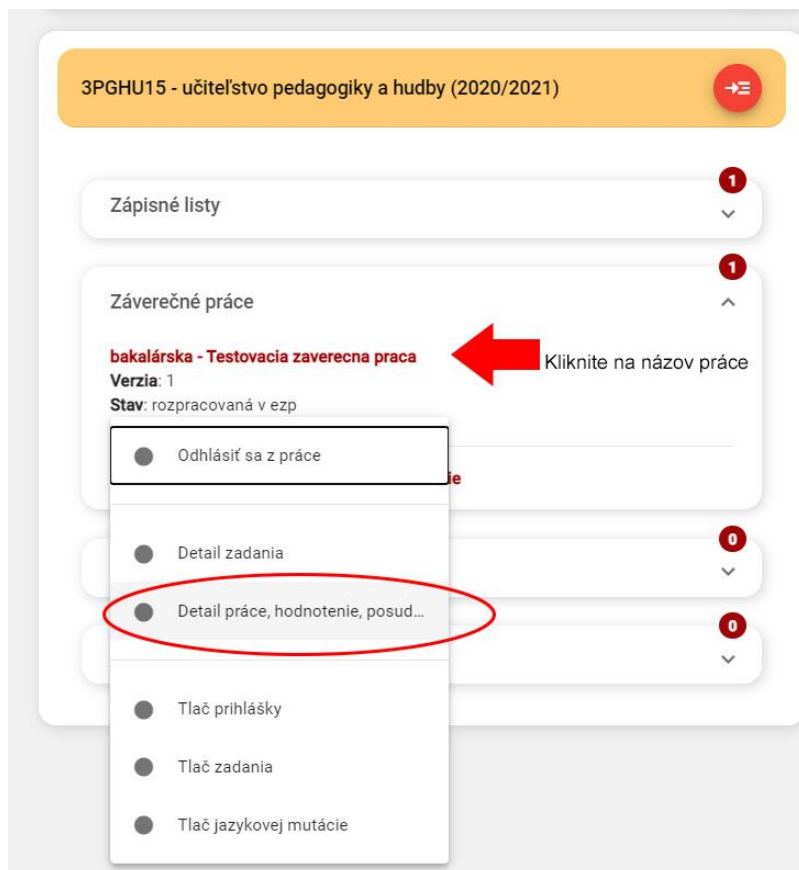 3PGHU15 - učiteľstvo pedagogiky a hudby (2020/2021)
1
Zápisné listy
1
Záverečné práce
bakalárska - Testovacia zaverecna praca
Kliknite na názov práce
Verzia: 1
Stav: rozpracovaná v ezp
Odhlásiť sa z práce
ie
0
Detail zadania
Detail práce, hodnotenie, posud...
0
Tlač prihlášky
Tlač zadania
Tlač jazykovej mutácie